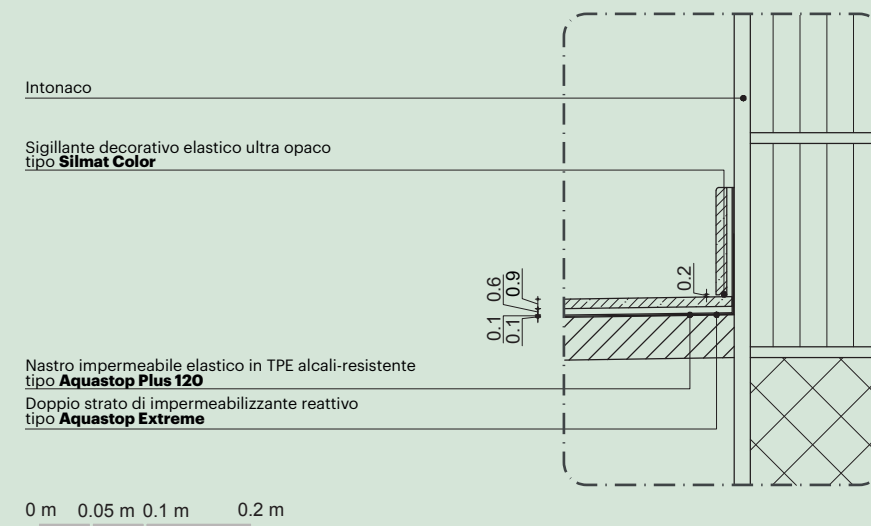 Intonaco
Sigillante decorativo elastico ultra opaco
tipo Silmat Color
0.1 0.6
0.1 0.9
0.2
Nastro impermeabile elastico in TPE alcali-resistente
tipo Aquastop Plus 120
Doppio strato di impermeabilizzante reattivo
tipo Aquastop Extreme
0 m 0.05 m 0.1 m 0.2 m